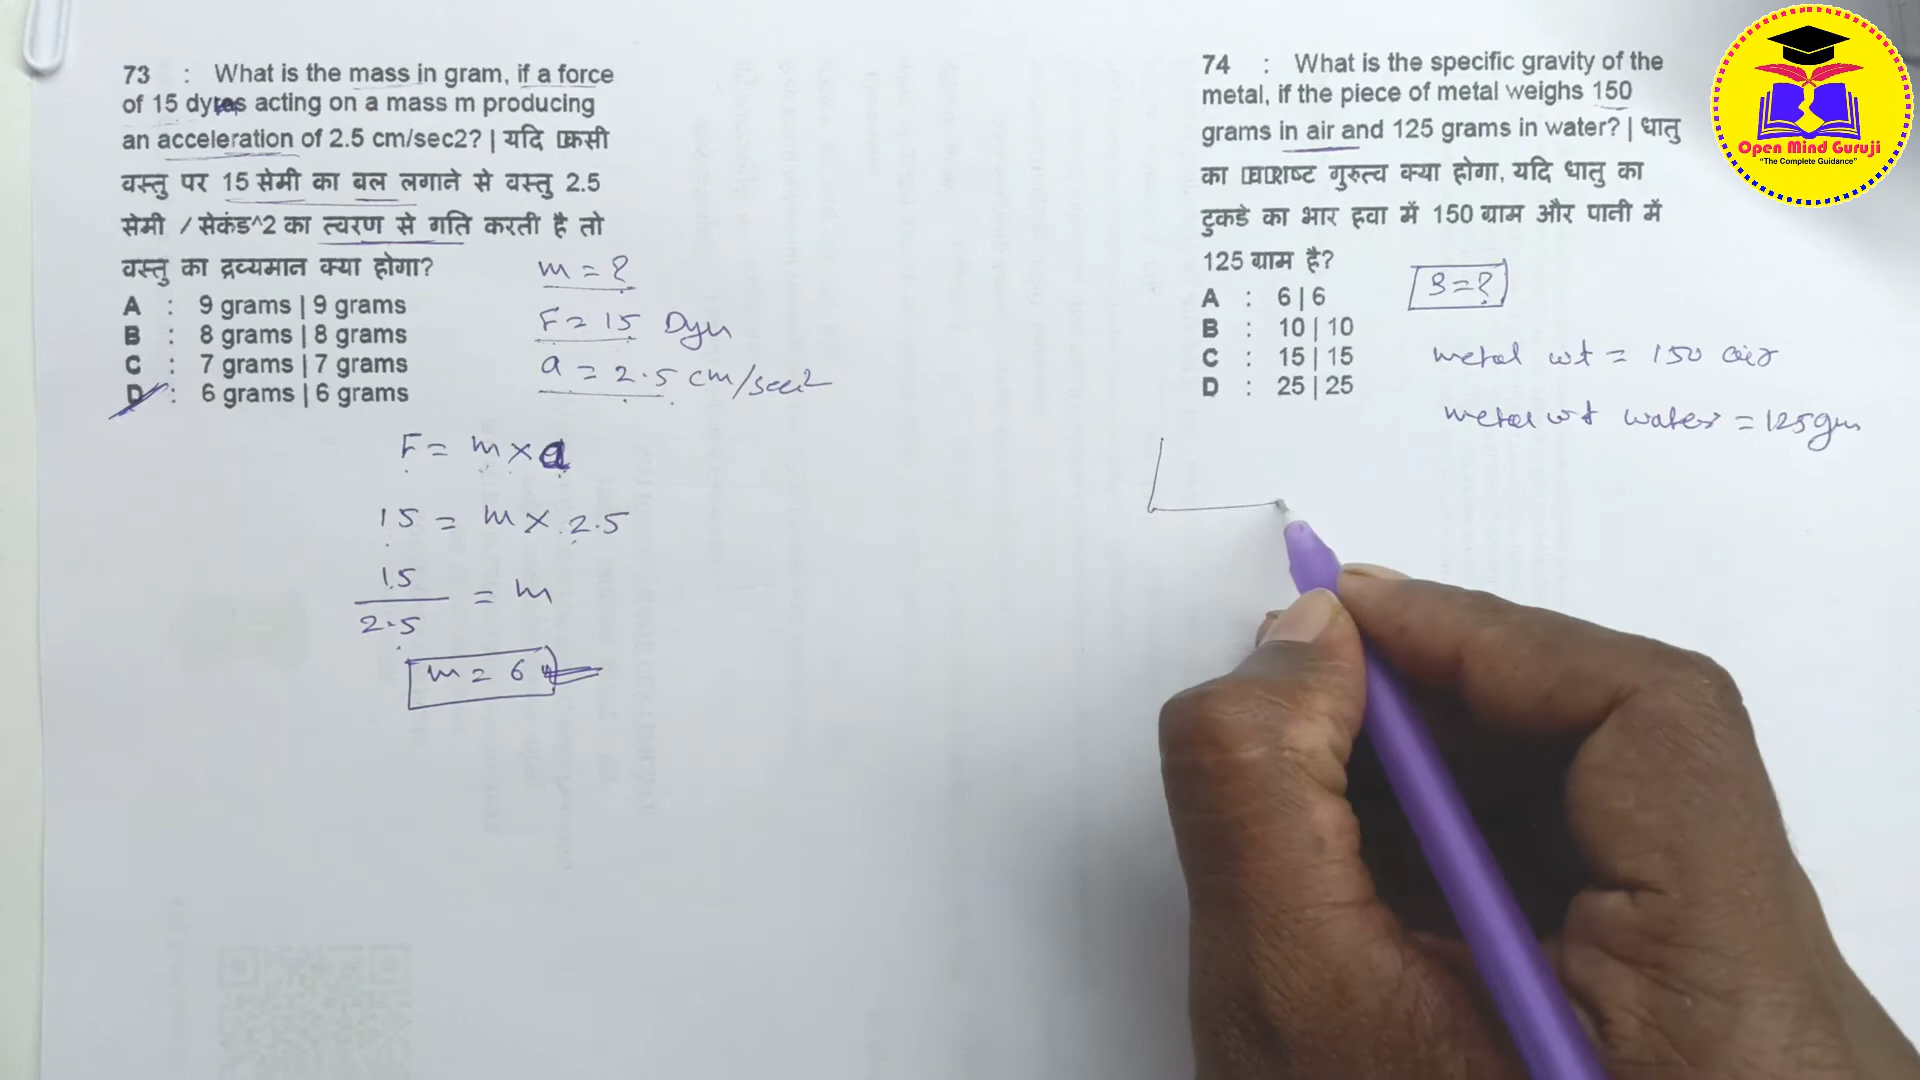 73 : What is the mass in gram, if a force
of 15 dynes acting on a mass m producing
an acceleration of 2.5 cm/sec2? | यदि किसी
वस्तु पर 15 सेमी का बल लगाने से वस्तु 2.5
सेमी / सेकंड^2 का त्वरण से गति करती है तो
वस्तु का द्रव्यमान क्या होगा?
A : 9 grams | 9 grams
B : 8 grams | 8 grams
C : 7 grams | 7 grams
D : 6 grams | 6 grams
m = ?
F = 15 Dyn
a = 2.5 cm/sec2
F = m × a
15 = m × 2.5
15
2.5
= m
m = 6
74 : What is the specific gravity of the
metal, if the piece of metal weighs 150
grams in air and 125 grams in water? | धातु
का गुरुत्व क्या होगा, यदि धातु का
टुकडे का भार हवा में 150 ग्राम और पानी में
125 ग्राम है?
A : 6 | 6
B : 10 | 10
C : 15 | 15
D : 25 | 25
S = ?
metal wt = 150 air
metal wt water = 125gm
Open Mind Guruji
"The Complete Guidance"